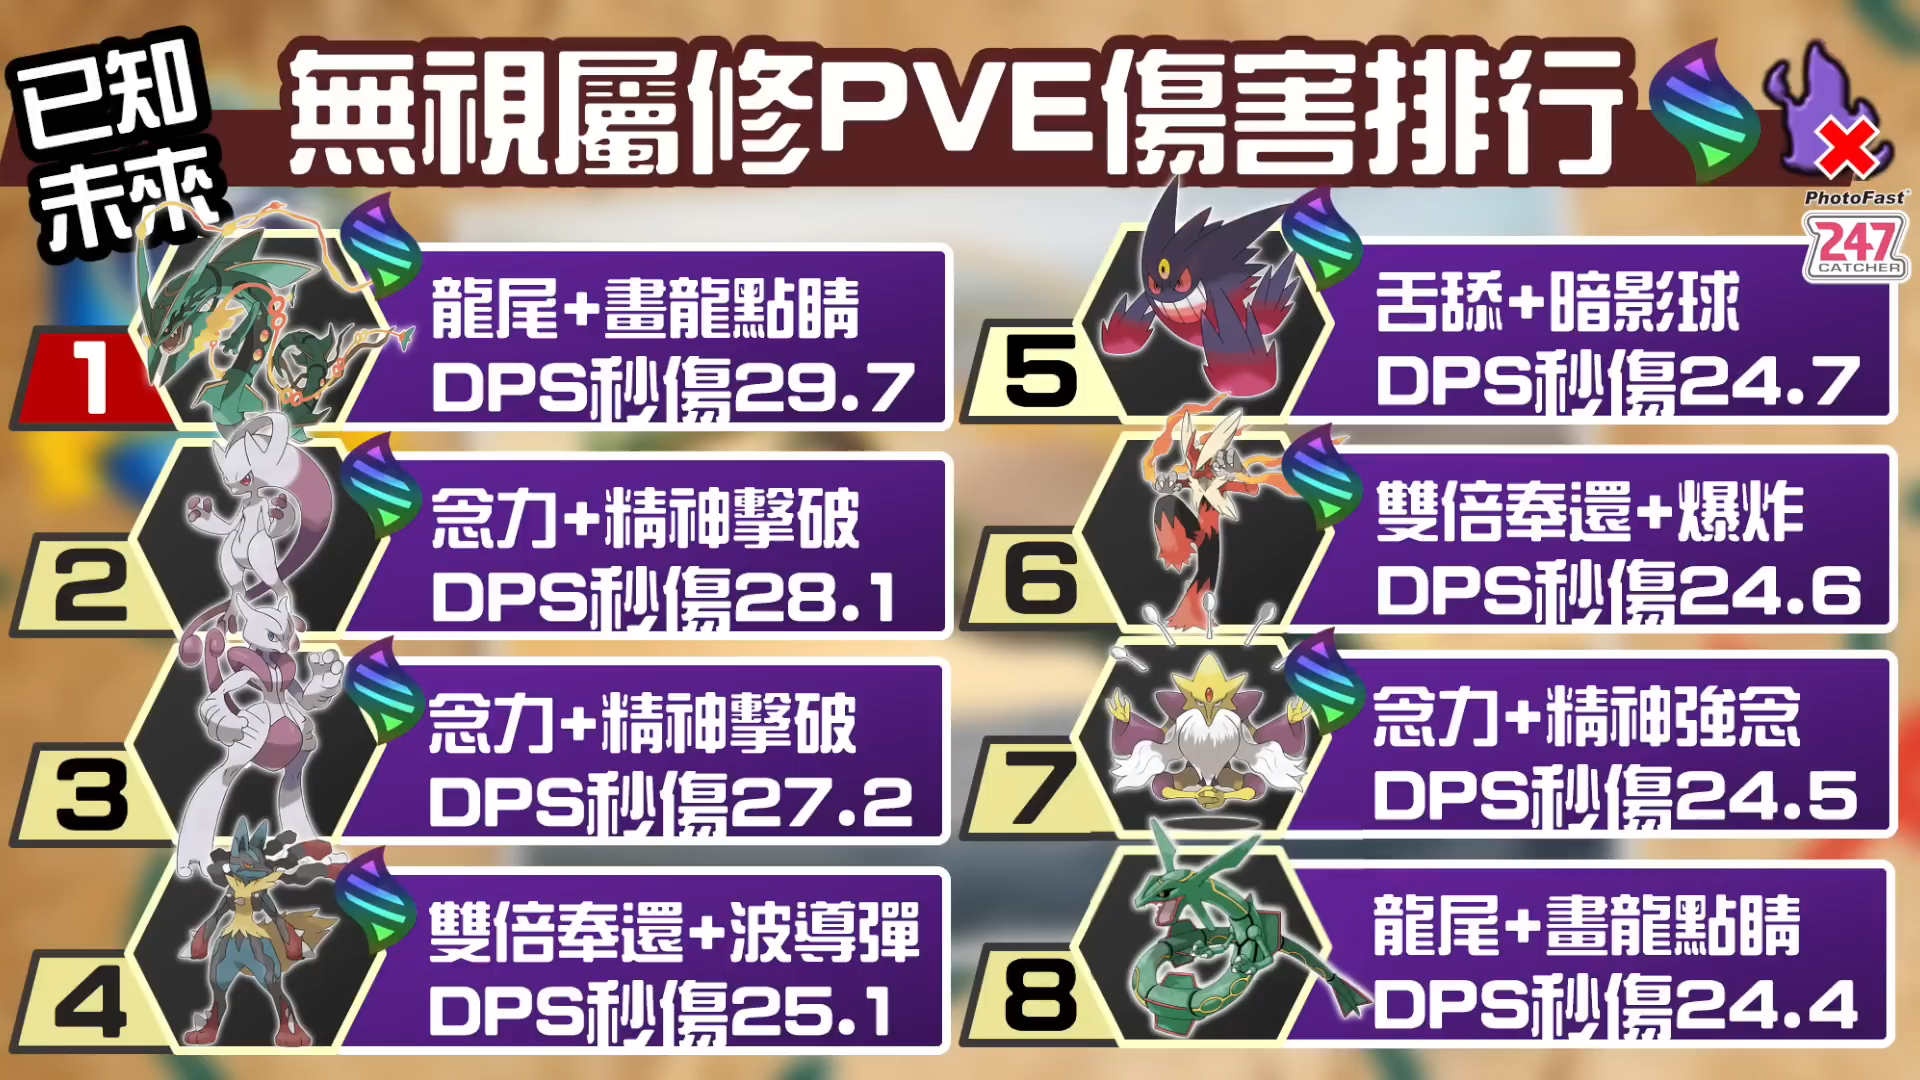 已知
未來
無視屬修PVE傷害排行
PhotoFast
247
CATCHER
1
龍尾+畫龍點睛
DPS秒傷29.7
2
念力+精神擊破
DPS秒傷28.1
3
念力+精神擊破
DPS秒傷27.2
4
雙倍奉還+波導彈
DPS秒傷25.1
5
舌舔+暗影球
DPS秒傷24.7
6
雙倍奉還+爆炸
DPS秒傷24.6
7
念力+精神強念
DPS秒傷24.5
8
龍尾+畫龍點睛
DPS秒傷24.4